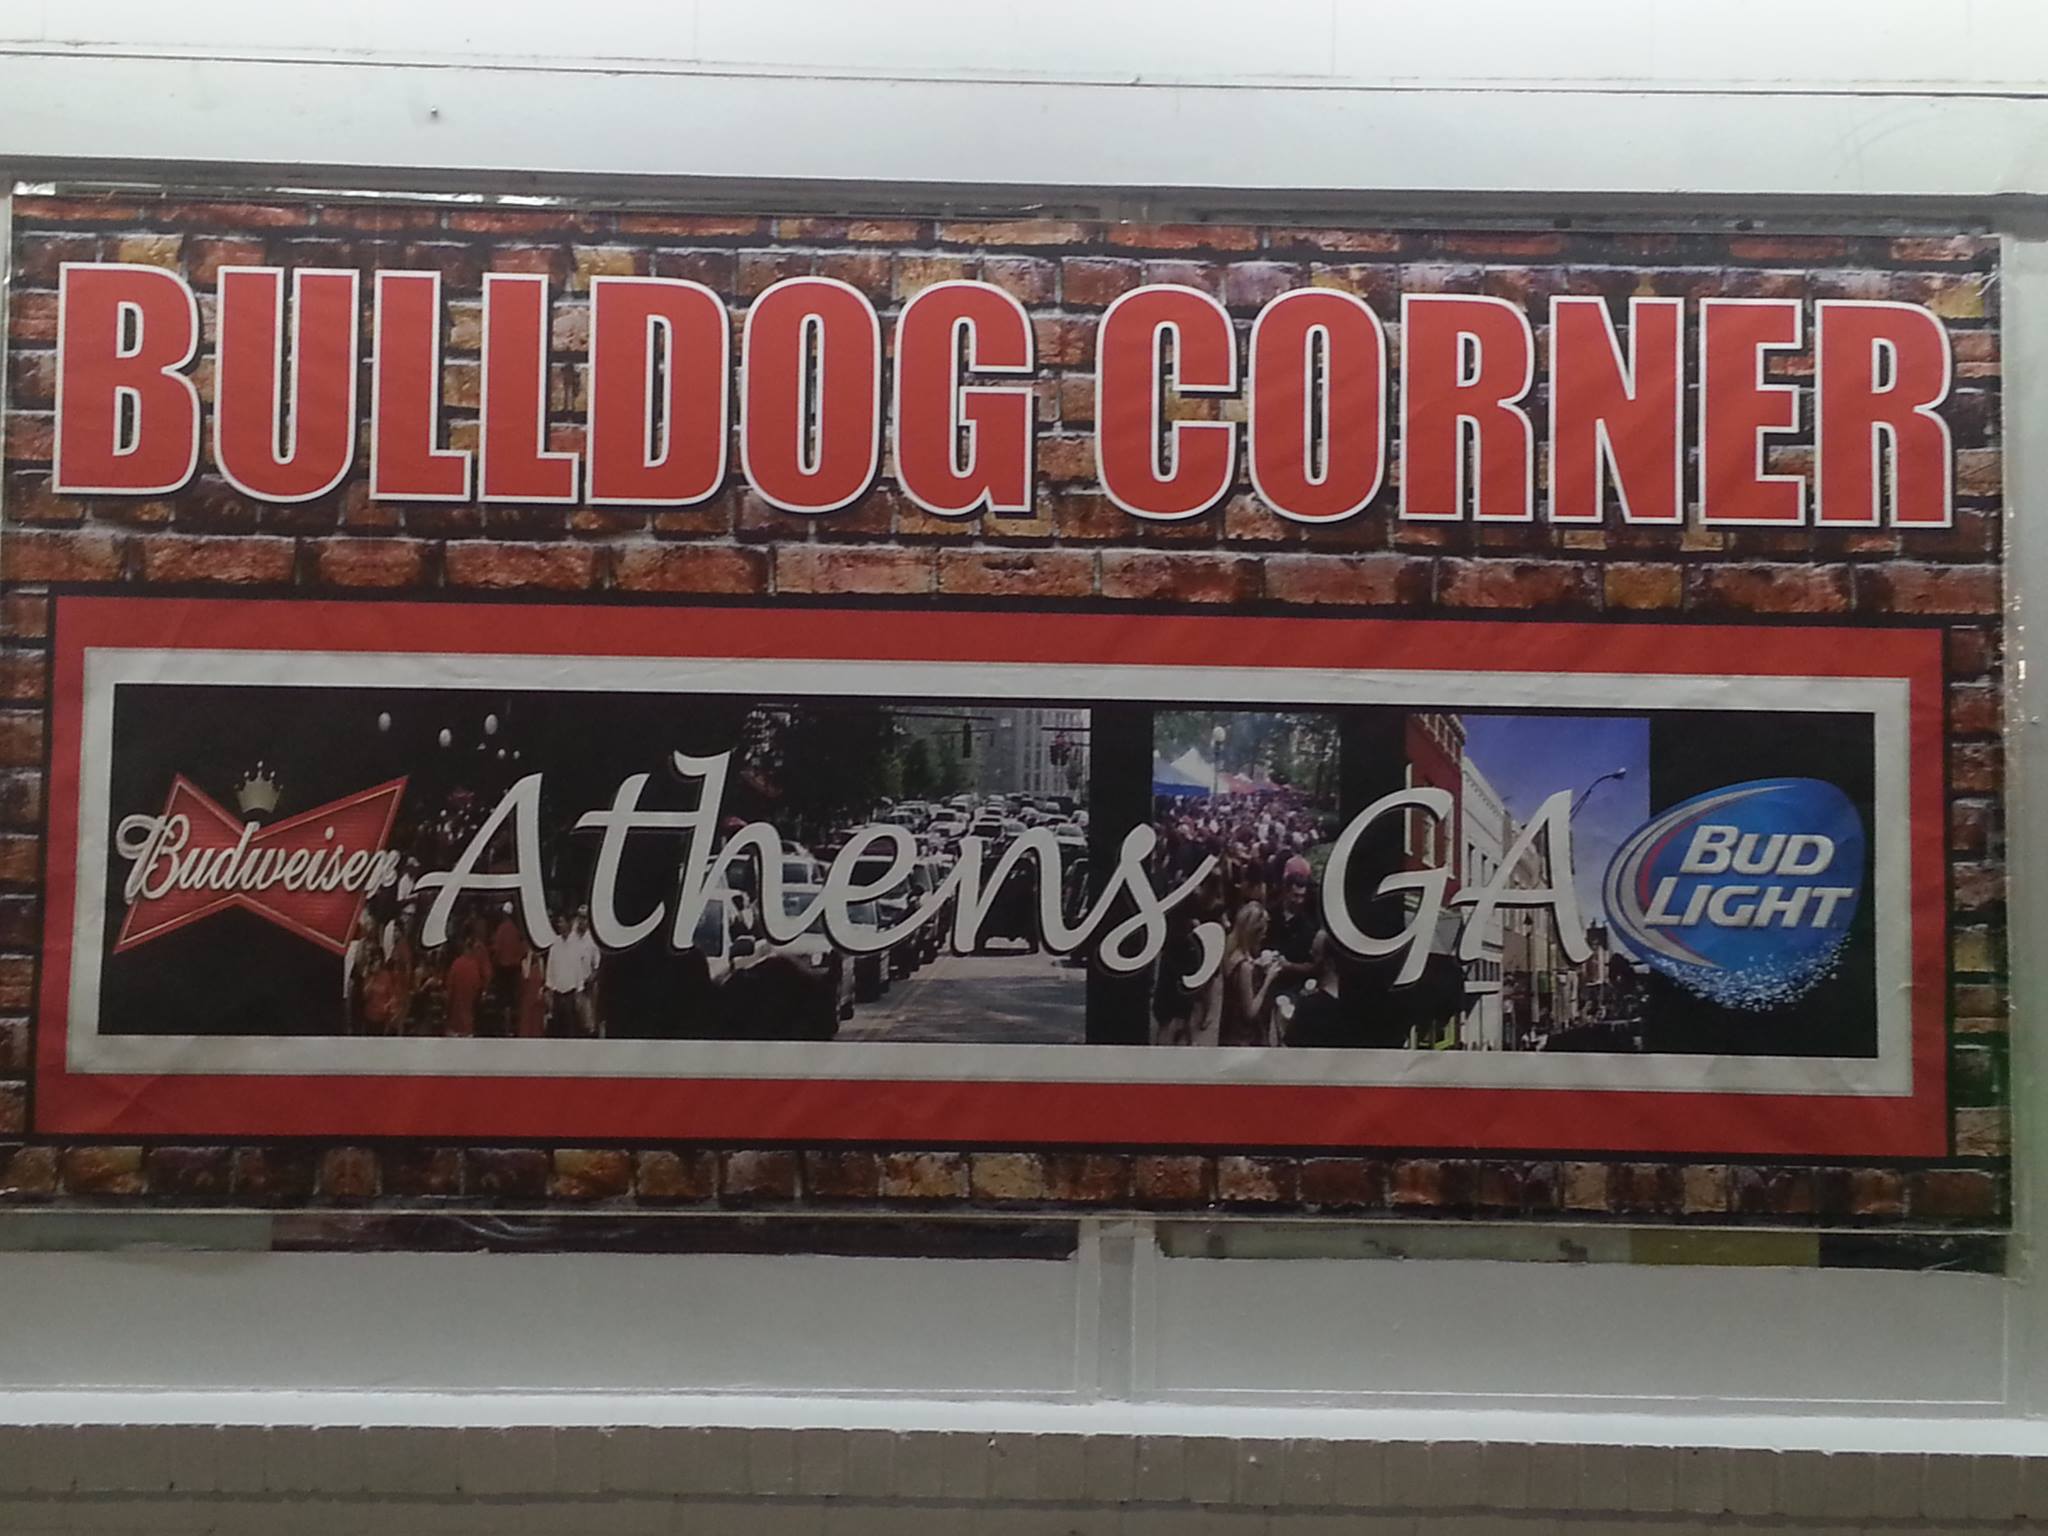 BULLDOG CORNER
Budweiser Athens, GA BUD LIGHT